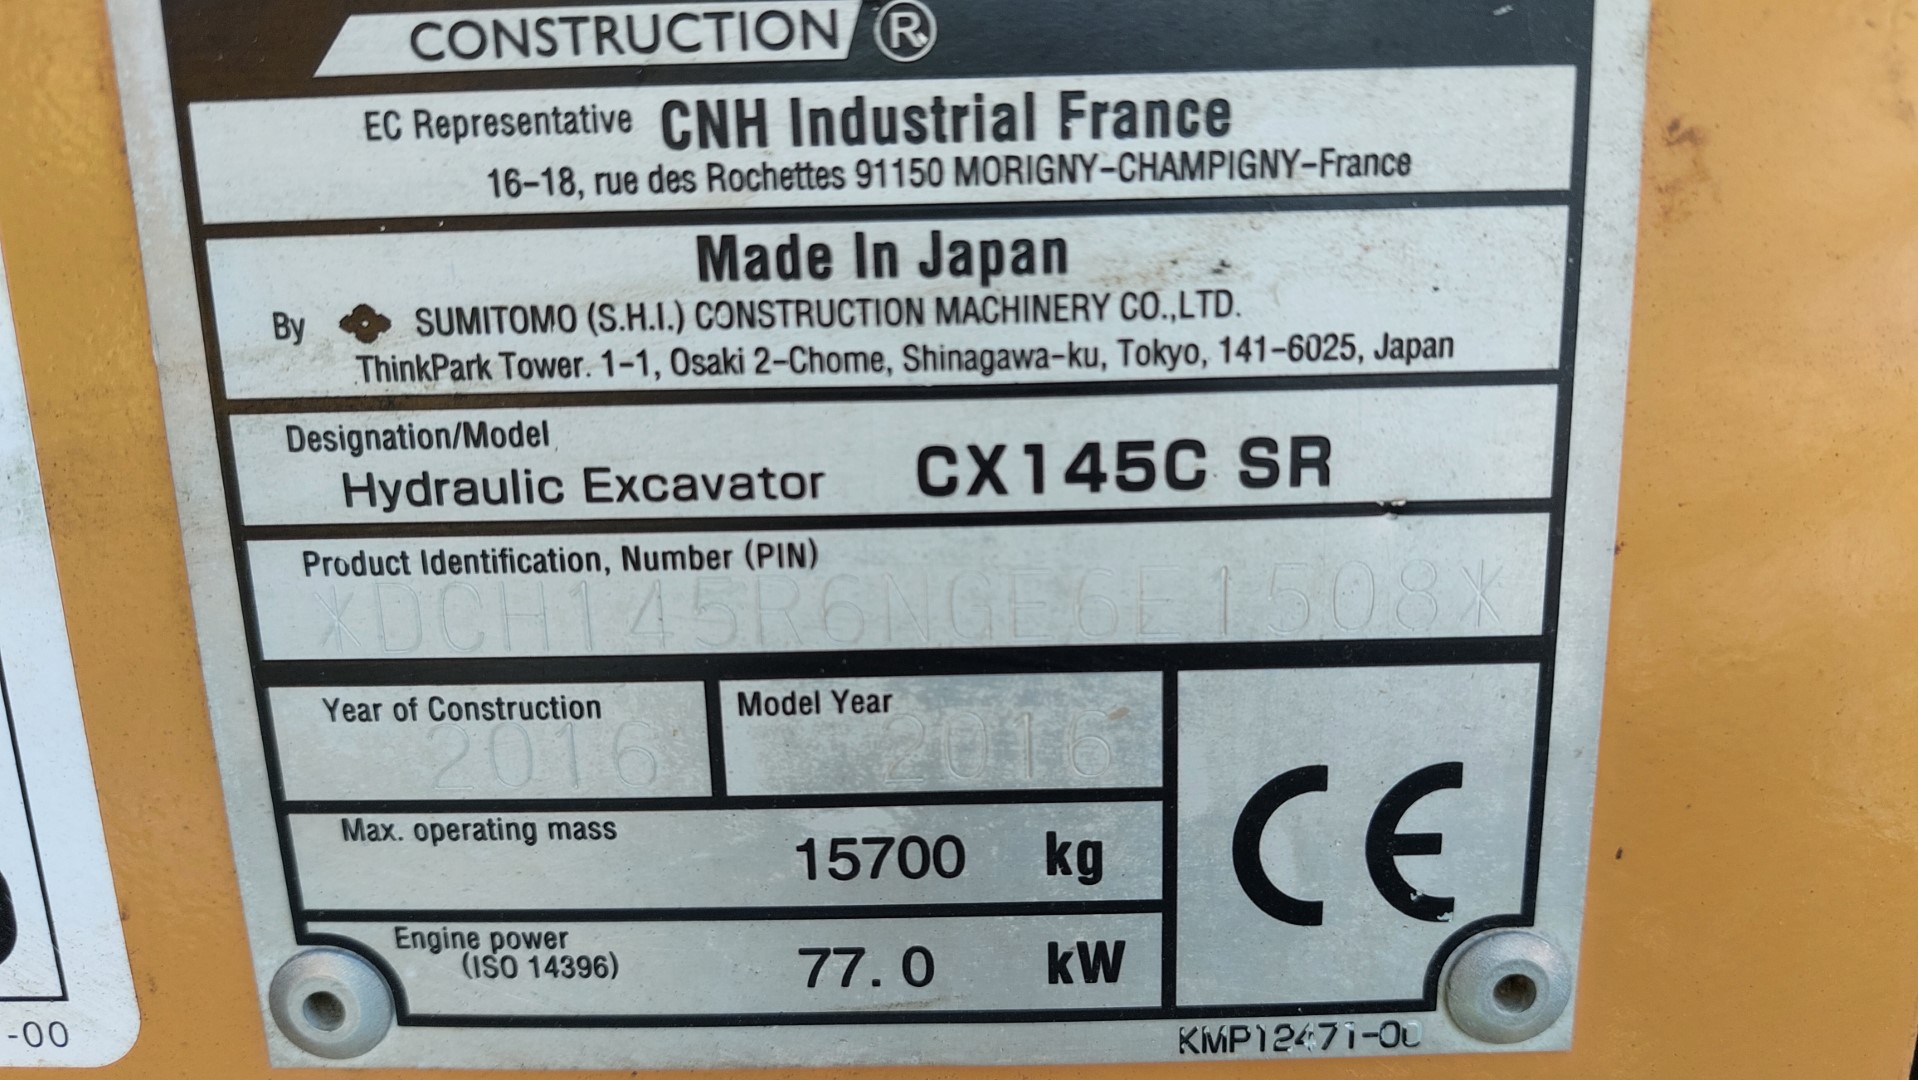 CONSTRUCTION ®
EC Representative CNH Industrial France
16-18, rue des Rochettes 91150 MORIGNY-CHAMPIGNY-France
Made In Japan
By SUMITOMO (S.H.I.) CONSTRUCTION MACHINERY CO.,LTD.
ThinkPark Tower. 1-1, Osaki 2-Chome, Shinagawa-ku, Tokyo, 141-6025, Japan
Designation/Model
Hydraulic Excavator CX145C SR
Product Identification, Number (PIN)
*DCH145R6NGE6E1508*
Year of Construction Model Year
2016 2016
Max. operating mass
15700 kg
Engine power
(ISO 14396)
77.0 kW
CE
KMP12471-00
-00